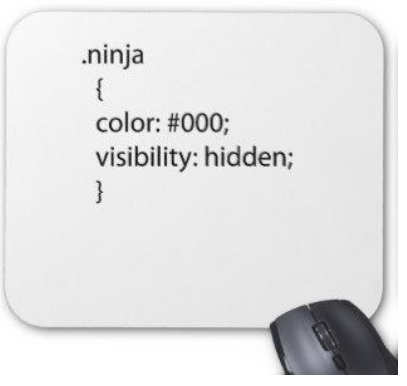 .ninja
{
color: #000;
visibility: hidden;
}